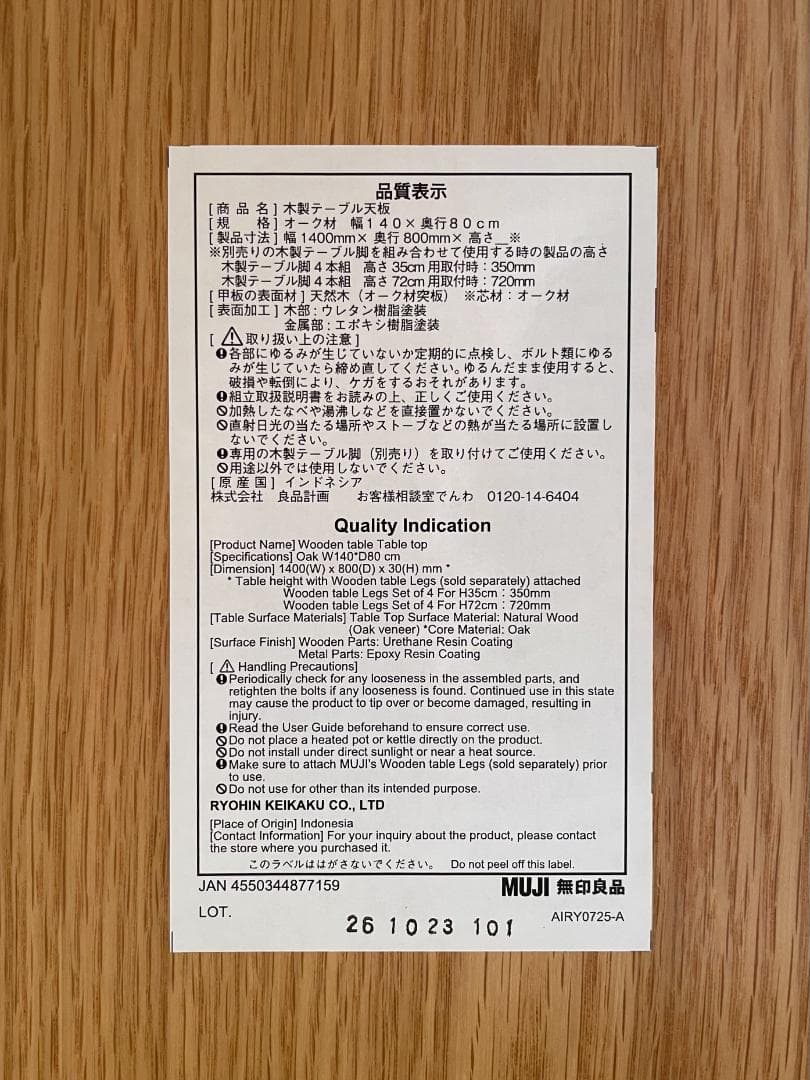 品質表示
[ 商 品 名 ] 木製テーブル天板
[ 規　　格 ] オーク材　幅１４０×奥行８０ｃｍ
[ 製品寸法 ] 幅 1400mm× 奥行 800mm× 高さ__※
※別売りの木製テーブル脚を組み合わせて使用する時の製品の高さ
木製テーブル脚４本組　高さ 35cm 用取付時：350mm
木製テーブル脚４本組　高さ 72cm 用取付時：720mm
[ 甲板の表面材 ] 天然木（オーク材突板）　※芯材：オーク材
[ 表面加工 ] 木部：ウレタン樹脂塗装
金属部：エポキシ樹脂塗装
[ ⚠ 取り扱い上の注意 ]
各部にゆるみが生じていないか定期的に点検し、ボルト類にゆる
みが生じていたら締め直してください。ゆるんだまま使用すると、
破損や転倒により、ケガをするおそれがあります。
組立取扱説明書をお読みの上、正しくご使用ください。
加熱したなべや湯沸しなどを直接置かないでください。
直射日光の当たる場所やストーブなどの熱が当たる場所に設置し
ないでください。
専用の木製テーブル脚（別売り）を取り付けてご使用ください。
用途以外では使用しないでください。
[ 原 産 国 ] インドネシア
株式会社　良品計画　　お客様相談室でんわ　0120-14-6404
Quality Indication
[Product Name] Wooden table Table top
[Specifications] Oak W140*D80 cm
[Dimension] 1400(W) x 800(D) x 30(H) mm *
* Table height with Wooden table Legs (sold separately) attached
Wooden table Legs Set of 4 For H35cm：350mm
Wooden table Legs Set of 4 For H72cm：720mm
[Table Surface Materials] Table Top Surface Material: Natural Wood
(Oak veneer) *Core Material: Oak
[Surface Finish] Wooden Parts: Urethane Resin Coating
Metal Parts: Epoxy Resin Coating
[ ⚠ Handling Precautions]
Periodically check for any looseness in the assembled parts, and
retighten the bolts if any looseness is found. Continued use in this state
may cause the product to tip over or become damaged, resulting in
injury.
Read the User Guide beforehand to ensure correct use.
Do not place a heated pot or kettle directly on the product.
Do not install under direct sunlight or near a heat source.
Make sure to attach MUJI's Wooden table Legs (sold separately) prior
to use.
Do not use for other than its intended purpose.
RYOHIN KEIKAKU CO., LTD
[Place of Origin] Indonesia
[Contact Information] For your inquiry about the product, please contact
the store where you purchased it.
このラベルははがさないでください。　Do not peel off this label.
JAN 4550344877159　MUJI 無印良品
LOT.　26 10 23 101　AIRY0725-A